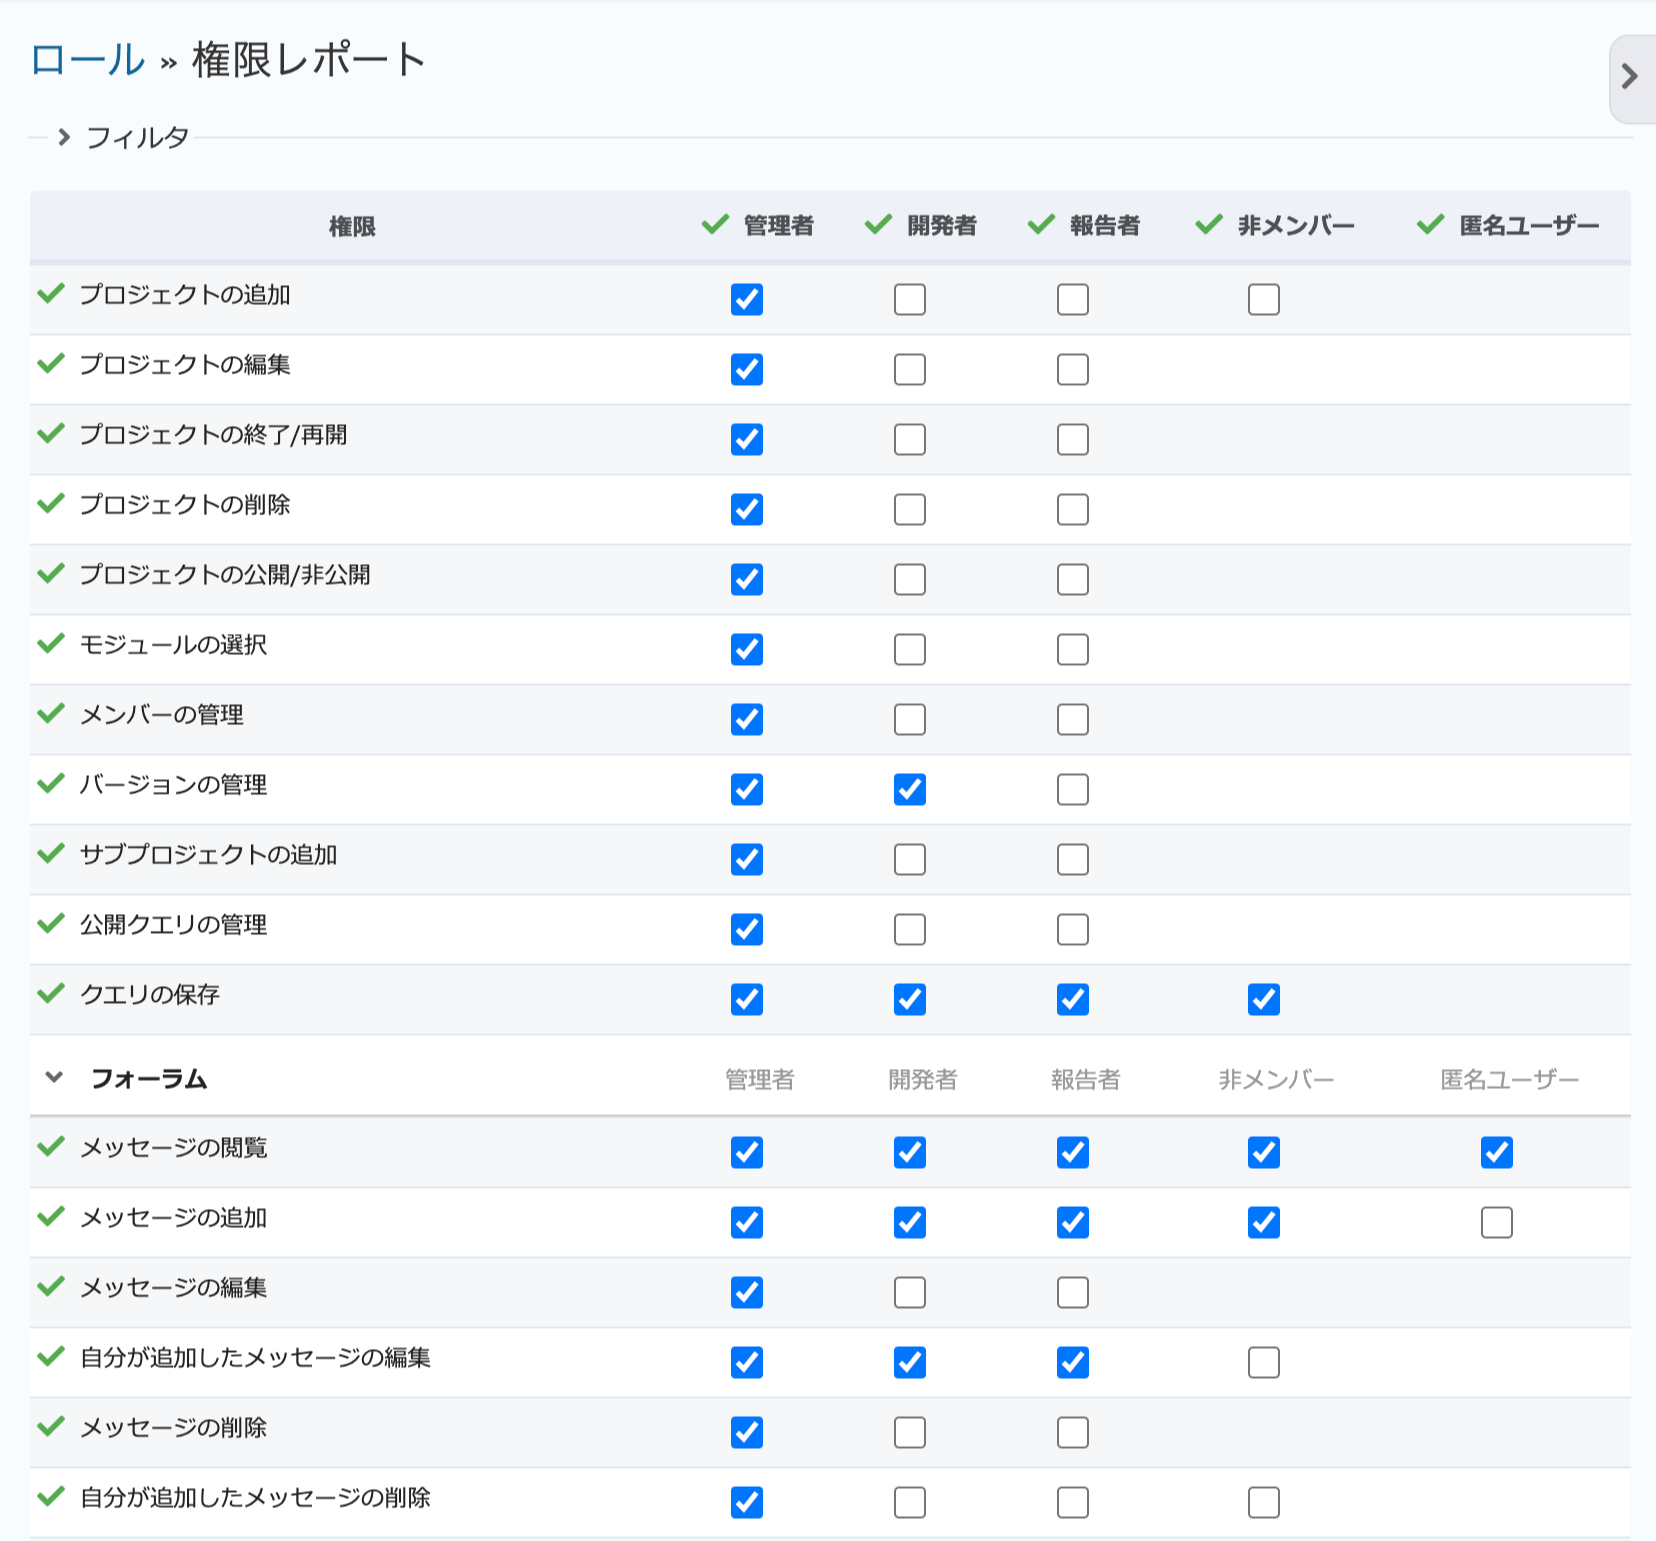 ロール » 権限レポート
フィルタ
権限 管理者 開発者 報告者 非メンバー 匿名ユーザー
プロジェクトの追加
プロジェクトの編集
プロジェクトの終了/再開
プロジェクトの削除
プロジェクトの公開/非公開
モジュールの選択
メンバーの管理
バージョンの管理
サブプロジェクトの追加
公開クエリの管理
クエリの保存
フォーラム 管理者 開発者 報告者 非メンバー 匿名ユーザー
メッセージの閲覧
メッセージの追加
メッセージの編集
自分が追加したメッセージの編集
メッセージの削除
自分が追加したメッセージの削除